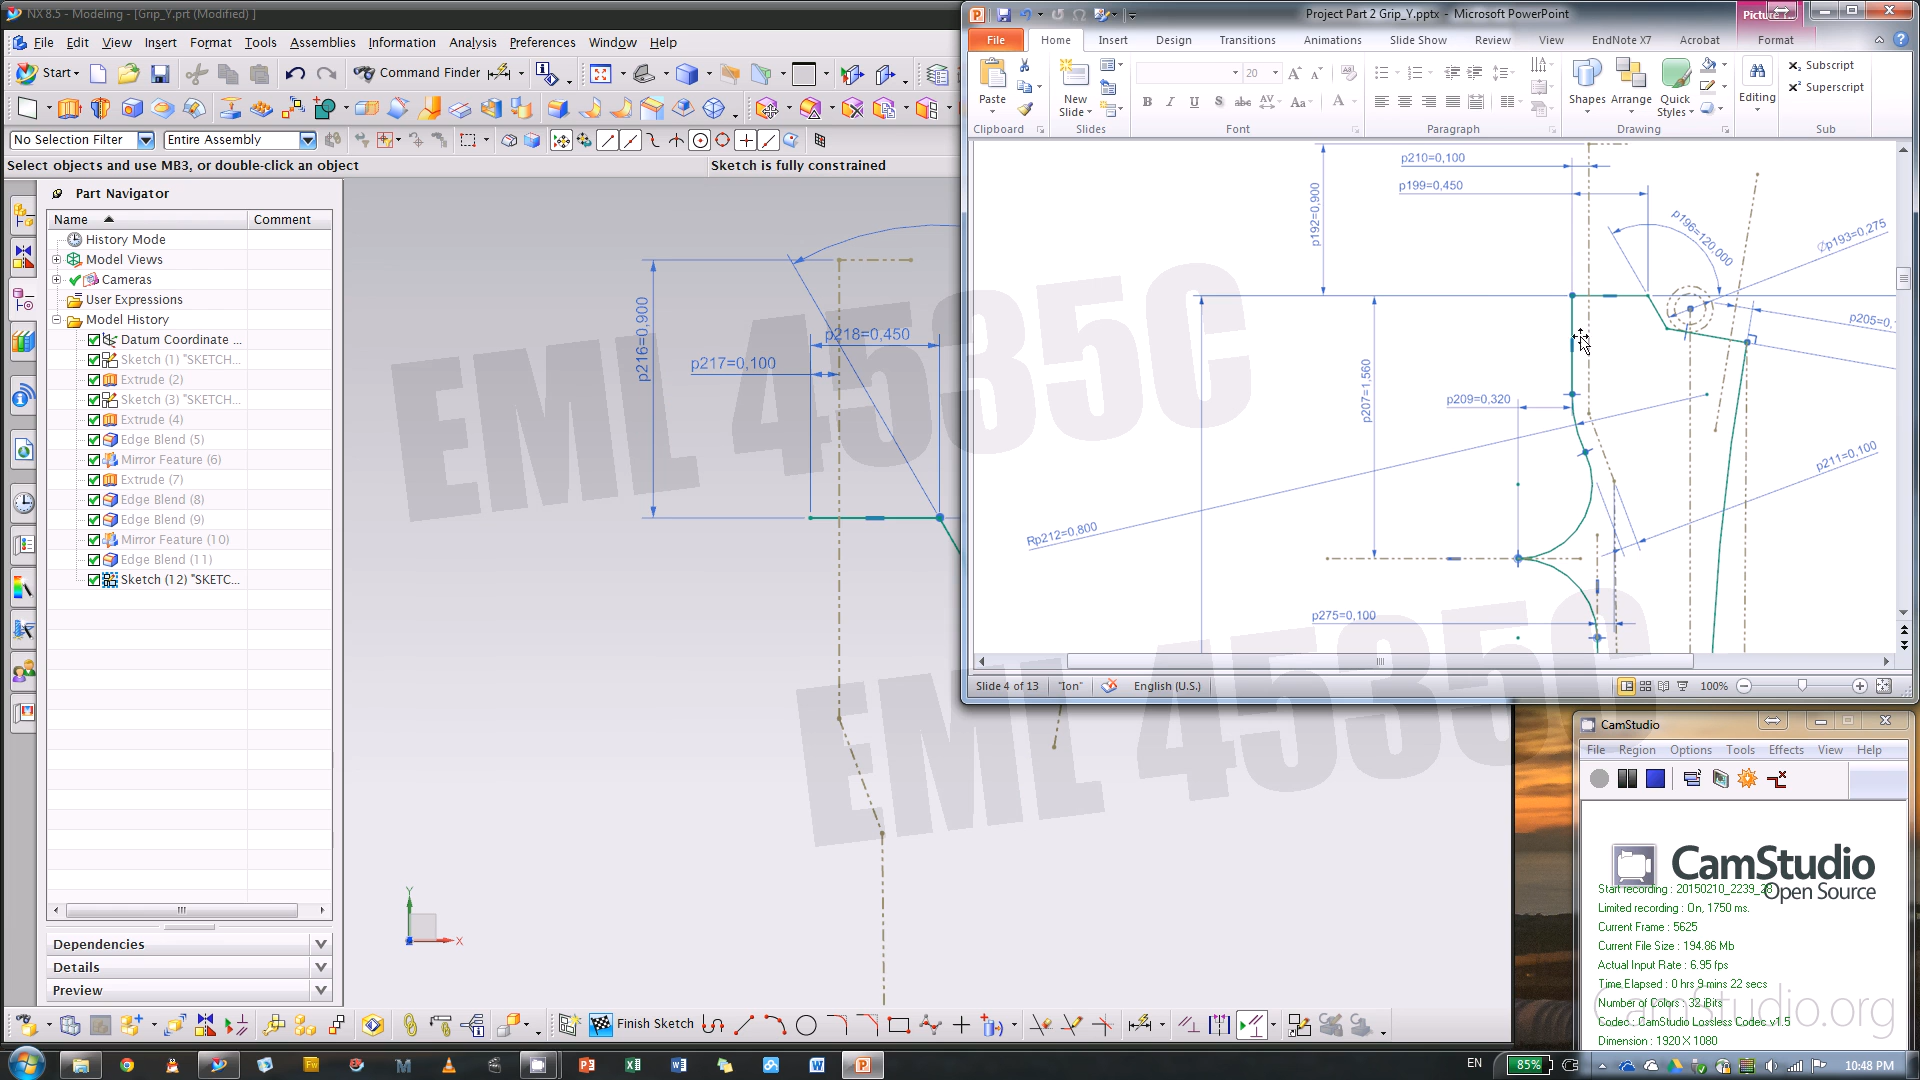 NX 8.5 - Modeling - [Grip_Y.prt (Modified) ]
File Edit View Insert Format Tools Assemblies Information Analysis Preferences Window Help
Start
Command Finder
No Selection Filter
Entire Assembly
Select objects and use MB3, or double-click an object
Sketch is fully constrained
Part Navigator
Name
Comment
History Mode
Model Views
Cameras
User Expressions
Model History
Datum Coordinate ...
Sketch (1) "SKETCH...
Extrude (2)
Sketch (3) "SKETCH...
Extrude (4)
Edge Blend (5)
Mirror Feature (6)
Extrude (7)
Edge Blend (8)
Edge Blend (9)
Mirror Feature (10)
Edge Blend (11)
Sketch (12) "SKETC...
Dependencies
Details
Preview
p216=0,900
p218=0,450
p217=0,100
EML 4535C
EML 4535C
Y
X
Finish Sketch
Project Part 2 Grip_Y.pptx - Microsoft PowerPoint
File Home Insert Design Transitions Animations Slide Show Review View EndNote X7 Acrobat Format
Paste
New
Slide
20
B I U S abc AV Aa A
Shapes Arrange Quick
Styles
Editing
Subscript
Superscript
Clipboard Slides Font Paragraph Drawing Sub
p210=0,100
p199=0,450
p192=0,900
p196=120,000
∅p193=0,275
p205=0,
p207=1,560
p209=0,320
p211=0,100
Rp212=0,800
p275=0,100
Slide 4 of 13
"Ion"
English (U.S.)
100%
CamStudio
File Region Options Tools Effects View Help
CamStudio
Open Source
Start recording : 20150210_2239_28
Limited recording : On, 1750 ms.
Current Frame : 5625
Current File Size : 194.86 Mb
Actual Input Rate : 6.95 fps
Time Elapsed : 0 hrs 9 mins 22 secs
Number of Colors : 32 Bits
Codec : CamStudio Lossless Codec v1.5
Dimension : 1920 X 1080
CamStudio.org
EN
85%
10:48 PM